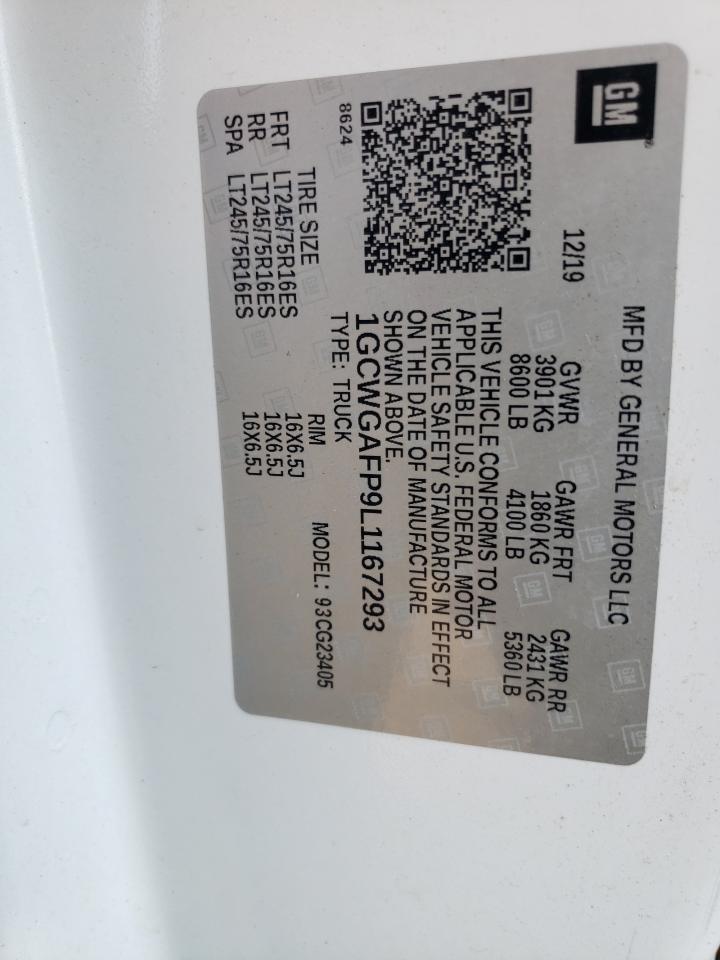 GM
MFD BY GENERAL MOTORS LLC
12/19
GVWR GAWR FRT GAWR RR
3901 KG 1860 KG 2431 KG
8600 LB 4100 LB 5360 LB
THIS VEHICLE CONFORMS TO ALL
APPLICABLE U.S. FEDERAL MOTOR
VEHICLE SAFETY STANDARDS IN EFFECT
ON THE DATE OF MANUFACTURE
SHOWN ABOVE.
1GCWGAFP9L1167293
8624
TYPE: TRUCK
MODEL: 93CG23405
TIRE SIZE RIM
FRT LT245/75R16ES 16X6.5J
RR LT245/75R16ES 16X6.5J
SPA LT245/75R16ES 16X6.5J